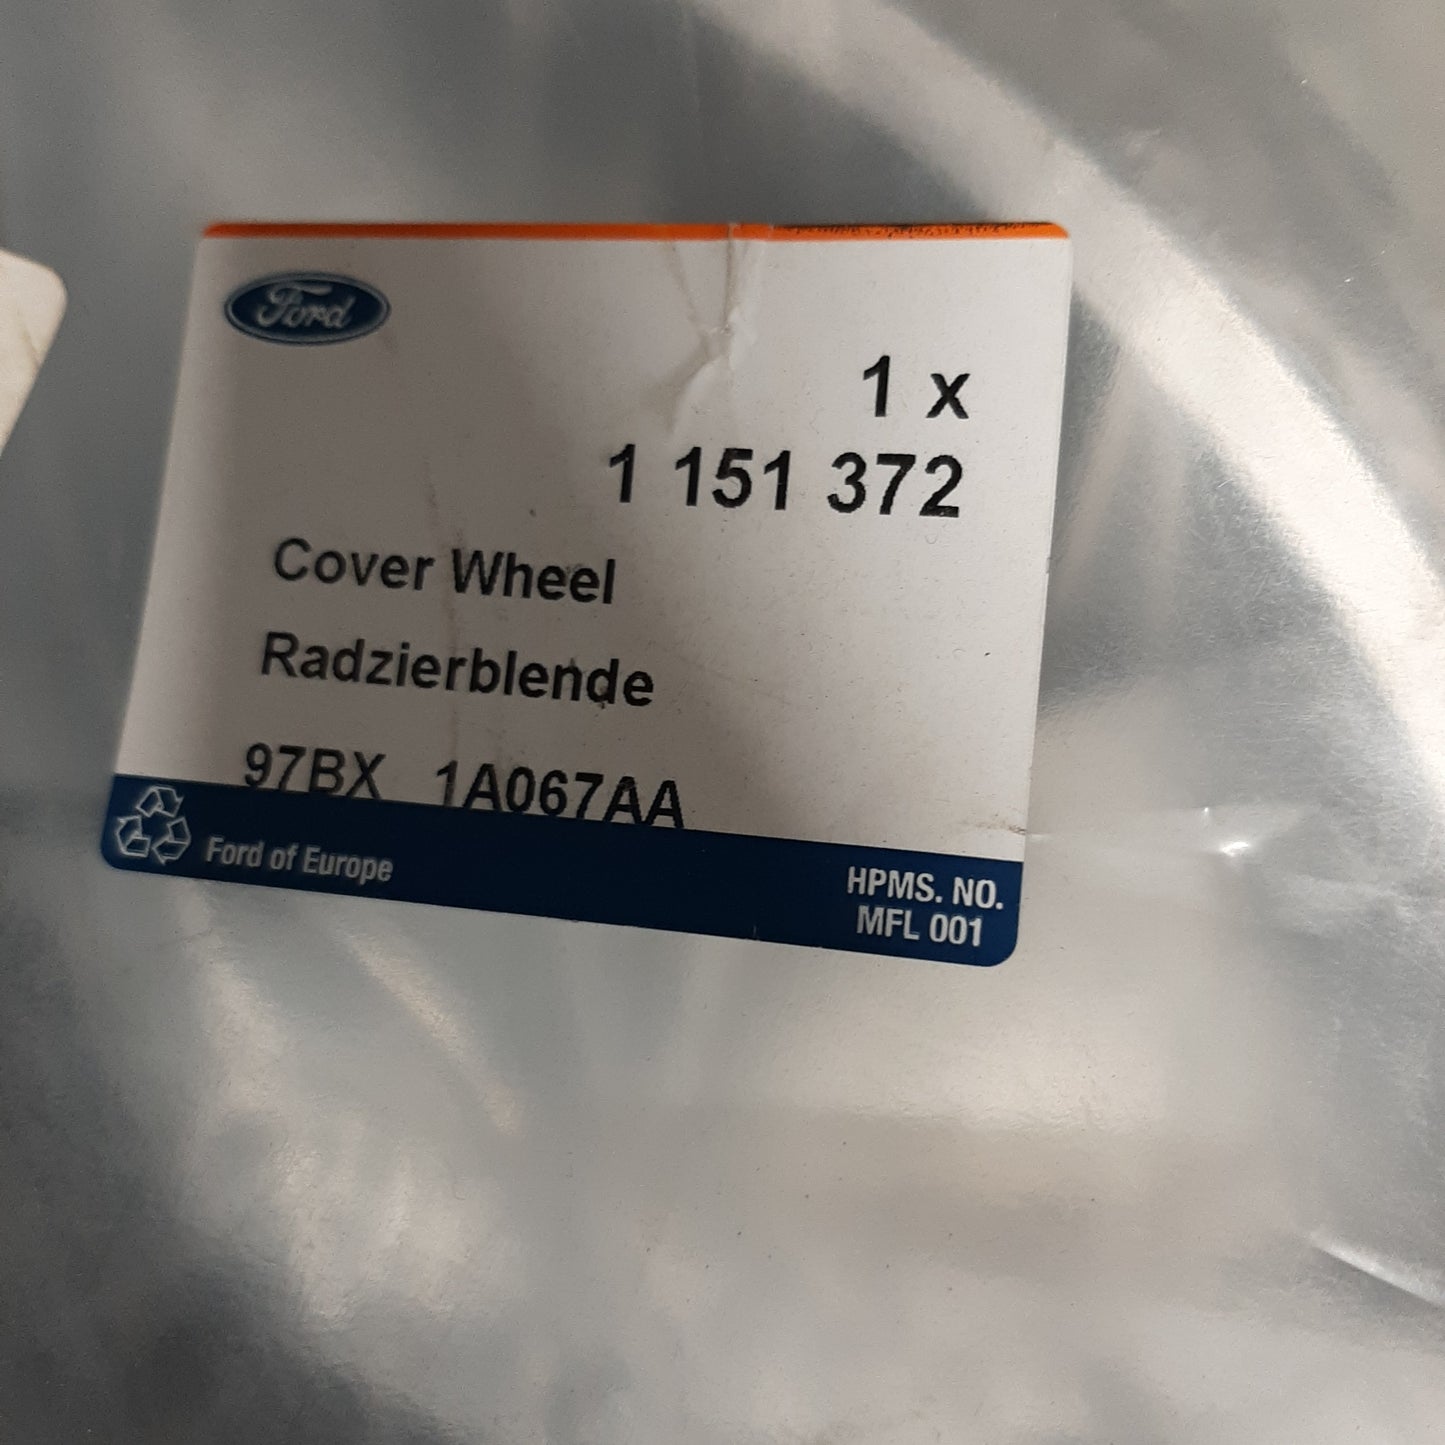 Ford
1 x
1 151 372
Cover Wheel
Radzierblende
97BX 1A067AA
Ford of Europe
HPMS. NO.
MFL 001